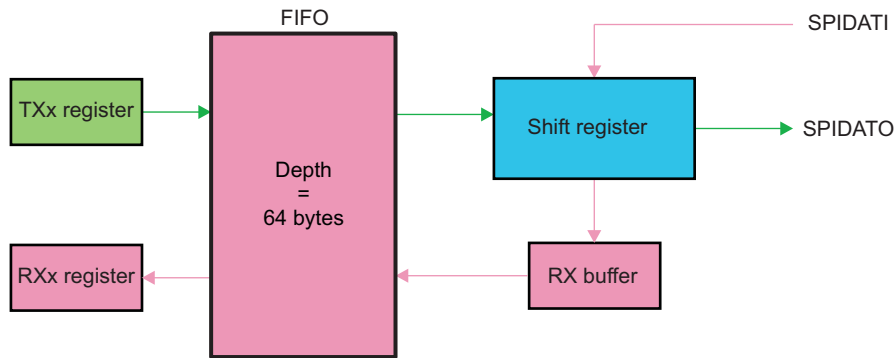 FIFO
SPIDATI
TXx register
Shift register
SPIDATO
Depth
=
64 bytes
RXx register
RX buffer